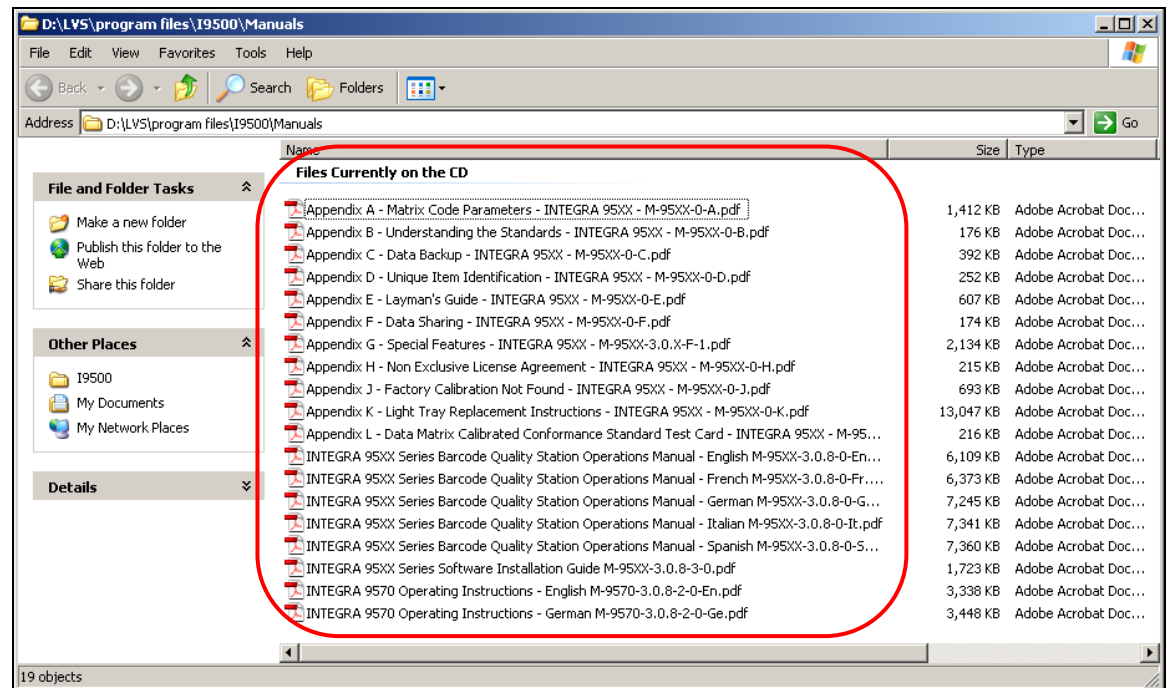 D:\LVS\program files\I9500\Manuals
File Edit View Favorites Tools Help
Back Search Folders
Address D:\LVS\program files\I9500\Manuals Go
Name Size Type
Files Currently on the CD
File and Folder Tasks
Make a new folder
Publish this folder to the
Web
Share this folder
Other Places
I9500
My Documents
My Network Places
Details
Appendix A - Matrix Code Parameters - INTEGRA 95XX - M-95XX-0-A.pdf 1,412 KB Adobe Acrobat Doc...
Appendix B - Understanding the Standards - INTEGRA 95XX - M-95XX-0-B.pdf 176 KB Adobe Acrobat Doc...
Appendix C - Data Backup - INTEGRA 95XX - M-95XX-0-C.pdf 392 KB Adobe Acrobat Doc...
Appendix D - Unique Item Identification - INTEGRA 95XX - M-95XX-0-D.pdf 252 KB Adobe Acrobat Doc...
Appendix E - Layman's Guide - INTEGRA 95XX - M-95XX-0-E.pdf 607 KB Adobe Acrobat Doc...
Appendix F - Data Sharing - INTEGRA 95XX - M-95XX-0-F.pdf 174 KB Adobe Acrobat Doc...
Appendix G - Special Features - INTEGRA 95XX - M-95XX-3.0.X-F-1.pdf 2,134 KB Adobe Acrobat Doc...
Appendix H - Non Exclusive License Agreement - INTEGRA 95XX - M-95XX-0-H.pdf 215 KB Adobe Acrobat Doc...
Appendix J - Factory Calibration Not Found - INTEGRA 95XX - M-95XX-0-J.pdf 693 KB Adobe Acrobat Doc...
Appendix K - Light Tray Replacement Instructions - INTEGRA 95XX - M-95XX-0-K.pdf 13,047 KB Adobe Acrobat Doc...
Appendix L - Data Matrix Calibrated Conformance Standard Test Card - INTEGRA 95XX - M-95... 216 KB Adobe Acrobat Doc...
INTEGRA 95XX Series Barcode Quality Station Operations Manual - English M-95XX-3.0.8-0-En... 6,109 KB Adobe Acrobat Doc...
INTEGRA 95XX Series Barcode Quality Station Operations Manual - French M-95XX-3.0.8-0-Fr.... 6,373 KB Adobe Acrobat Doc...
INTEGRA 95XX Series Barcode Quality Station Operations Manual - German M-95XX-3.0.8-0-G... 7,245 KB Adobe Acrobat Doc...
INTEGRA 95XX Series Barcode Quality Station Operations Manual - Italian M-95XX-3.0.8-0-It.pdf 7,341 KB Adobe Acrobat Doc...
INTEGRA 95XX Series Barcode Quality Station Operations Manual - Spanish M-95XX-3.0.8-0-S... 7,360 KB Adobe Acrobat Doc...
INTEGRA 95XX Series Software Installation Guide M-95XX-3.0.8-3-0.pdf 1,723 KB Adobe Acrobat Doc...
INTEGRA 9570 Operating Instructions - English M-9570-3.0.8-2-0-En.pdf 3,338 KB Adobe Acrobat Doc...
INTEGRA 9570 Operating Instructions - German M-9570-3.0.8-2-0-Ge.pdf 3,448 KB Adobe Acrobat Doc...
19 objects